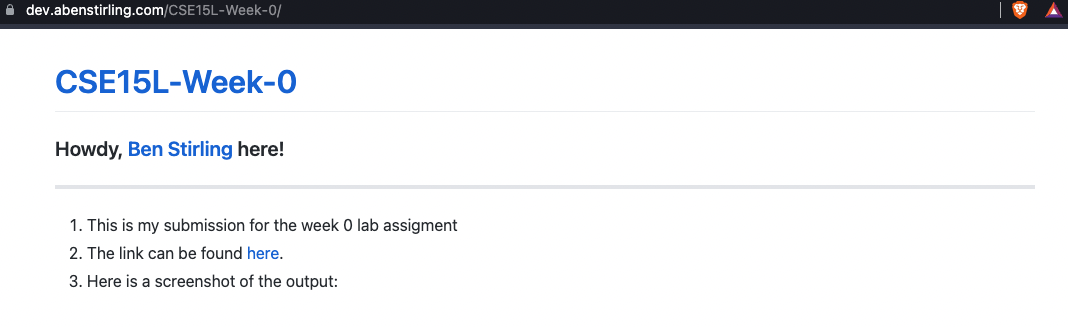 dev.abenstirling.com/CSE15L-Week-0/
CSE15L-Week-0
Howdy, Ben Stirling here!
1. This is my submission for the week 0 lab assigment
2. The link can be found here.
3. Here is a screenshot of the output: